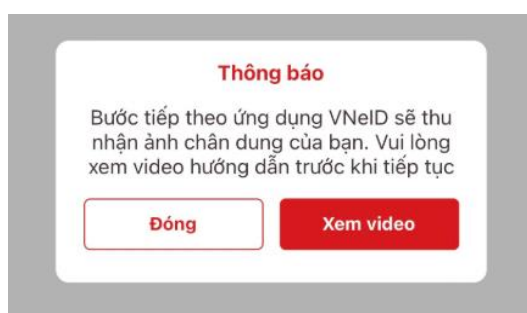 Thông báo
Bước tiếp theo ứng dụng VNeID sẽ thu
nhận ảnh chân dung của bạn. Vui lòng
xem video hướng dẫn trước khi tiếp tục
Đóng
Xem video